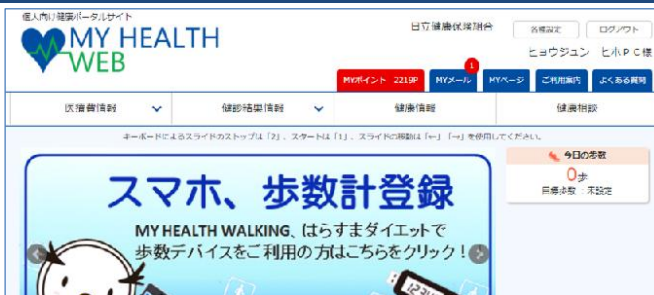 個人向け健康ポータルサイト
MY HEALTH
WEB
日立健康保険組合
各種設定
ログアウト
ヒョウジュン ヒルPC様
1
MYポイント 2219P
MYメール
MYページ
ご利用案内
よくある質問
医療費情報
健診結果情報
健康情報
健康相談
キーボードによるスライドのストップは「2」、スタートは「1」、スライドの移動は「←」「→」を使用してください。
今日の歩数
0歩
目標歩数：未設定
スマホ、歩数計登録
MY HEALTH WALKING、はらすまダイエットで
歩数デバイスをご利用の方はこちらをクリック！